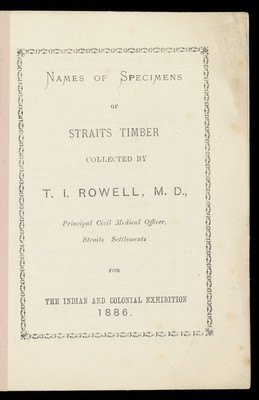 NAMES OF SPECIMENS
OF
STRAITS TIMBER
COLLECTED BY
T. I. ROWELL, M. D.,
Principal Civil Medical Officer,
Straits Settlements
FOR
THE INDIAN AND COLONIAL EXHIBITION
1886.